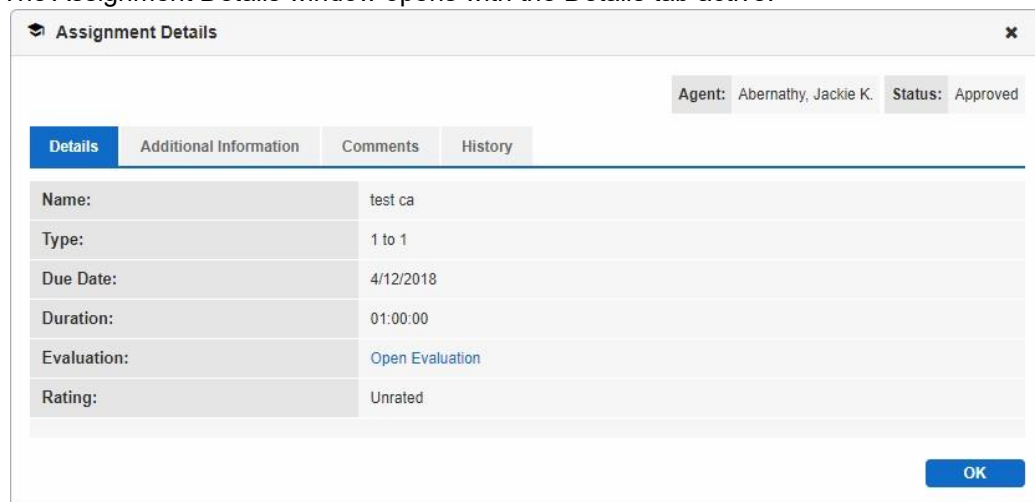 The Assignment Details window opens with the Details tab active.
Assignment Details
Agent: Abernathy, Jackie K. Status: Approved
Details Additional Information Comments History
Name: test ca
Type: 1 to 1
Due Date: 4/12/2018
Duration: 01:00:00
Evaluation: Open Evaluation
Rating: Unrated
OK